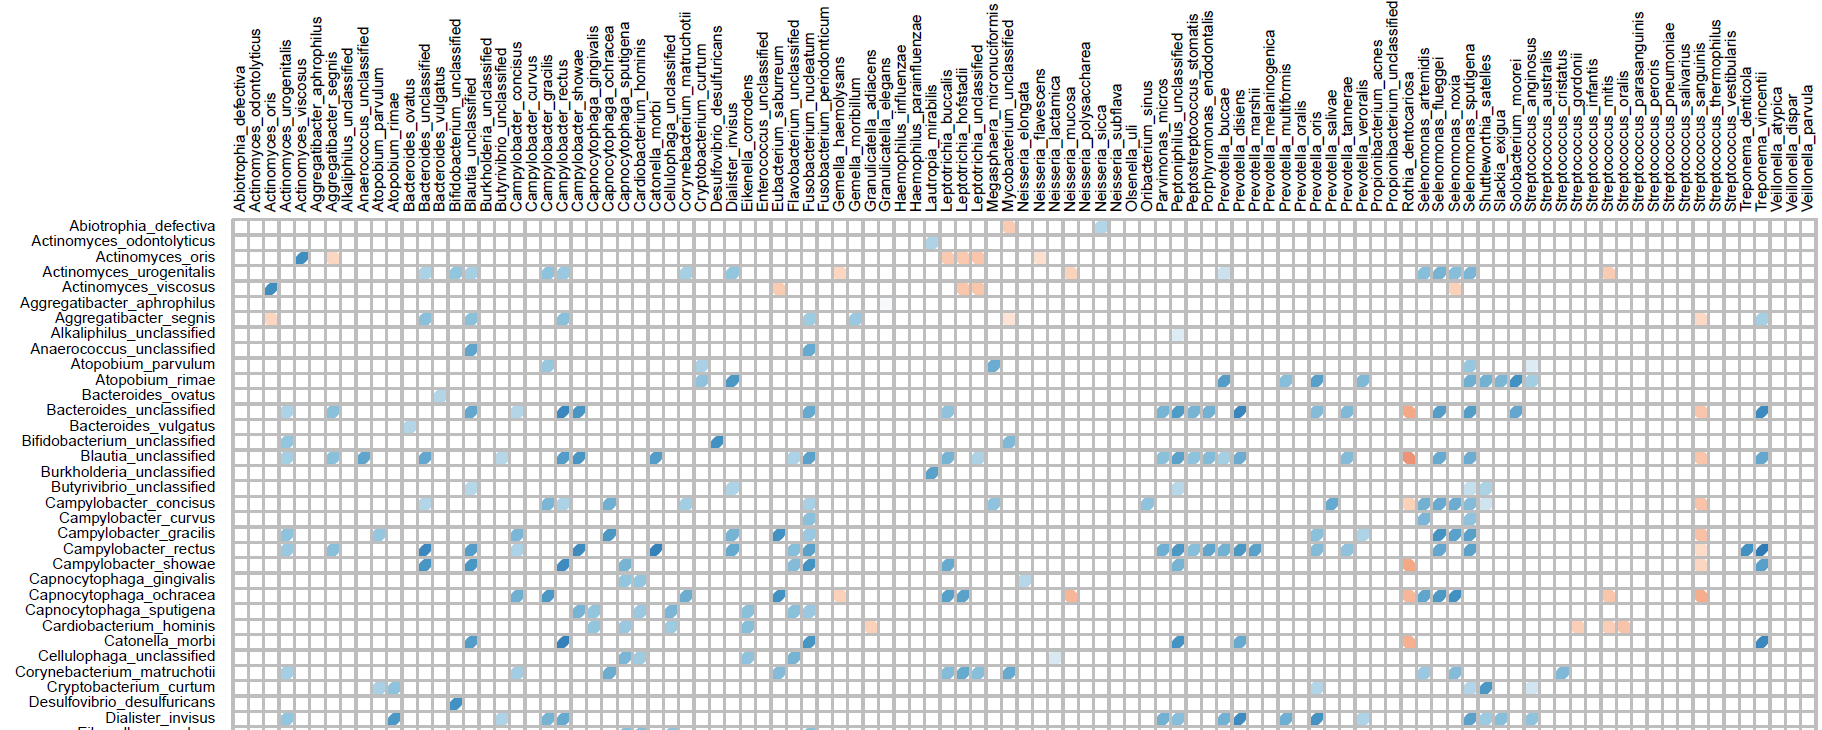 Abiotrophia_defectiva
Actinomyces_odontolyticus
Actinomyces_oris
Actinomyces_urogenitalis
Actinomyces_viscosus
Aggregatibacter_aphrophilus
Aggregatibacter_segnis
Alkaliphilus_unclassified
Anaerococcus_unclassified
Atopobium_parvulum
Atopobium_rimae
Bacteroides_ovatus
Bacteroides_unclassified
Bacteroides_vulgatus
Bifidobacterium_unclassified
Blautia_unclassified
Burkholderia_unclassified
Butyrivibrio_unclassified
Campylobacter_concisus
Campylobacter_curvus
Campylobacter_gracilis
Campylobacter_rectus
Campylobacter_showae
Capnocytophaga_gingivalis
Capnocytophaga_ochracea
Capnocytophaga_sputigena
Cardiobacterium_hominis
Catonella_morbi
Cellulophaga_unclassified
Corynebacterium_matruchotii
Cryptobacterium_curtum
Desulfovibrio_desulfuricans
Dialister_invisus
Eikenella_corrodens
Enterococcus_unclassified
Eubacterium_saburreum
Flavobacterium_unclassified
Fusobacterium_nucleatum
Fusobacterium_periodonticum
Gemella_haemolysans
Gemella_morbillum
Granulicatella_adiacens
Granulicatella_elegans
Haemophilus_influenzae
Haemophilus_parainfluenzae
Lautropia_mirabilis
Leptotrichia_buccalis
Leptotrichia_hofstadii
Leptotrichia_unclassified
Megasphaera_micronuciformis
Mycobacterium_unclassified
Neisseria_elongata
Neisseria_flavescens
Neisseria_lactamica
Neisseria_mucosa
Neisseria_polysaccharea
Neisseria_sicca
Neisseria_subflava
Olsenella_uli
Oribacterium_sinus
Parvimonas_micros
Peptoniphilus_unclassified
Peptostreptococcus_stomatis
Porphyromonas_endodontalis
Prevotella_buccae
Prevotella_disiens
Prevotella_marshii
Prevotella_melaninogenica
Prevotella_multiformis
Prevotella_oralis
Prevotella_oris
Prevotella_salivae
Prevotella_tannerae
Prevotella_veroralis
Propionibacterium_acnes
Propionibacterium_unclassified
Rothia_dentocariosa
Selenomonas_artemidis
Selenomonas_flueggei
Selenomonas_noxia
Selenomonas_sputigena
Shuttleworthia_satelles
Slackia_exigua
Solobacterium_moorei
Streptococcus_anginosus
Streptococcus_australis
Streptococcus_cristatus
Streptococcus_gordonii
Streptococcus_infantis
Streptococcus_mitis
Streptococcus_oralis
Streptococcus_parasanguinis
Streptococcus_peroris
Streptococcus_pneumoniae
Streptococcus_salivarius
Streptococcus_sanguinis
Streptococcus_thermophilus
Streptococcus_vestibularis
Treponema_denticola
Treponema_vincentii
Veillonella_atypica
Veillonella_dispar
Veillonella_parvula
Abiotrophia_defectiva
Actinomyces_odontolyticus
Actinomyces_oris
Actinomyces_urogenitalis
Actinomyces_viscosus
Aggregatibacter_aphrophilus
Aggregatibacter_segnis
Alkaliphilus_unclassified
Anaerococcus_unclassified
Atopobium_parvulum
Atopobium_rimae
Bacteroides_ovatus
Bacteroides_unclassified
Bacteroides_vulgatus
Bifidobacterium_unclassified
Blautia_unclassified
Burkholderia_unclassified
Butyrivibrio_unclassified
Campylobacter_concisus
Campylobacter_curvus
Campylobacter_gracilis
Campylobacter_rectus
Campylobacter_showae
Capnocytophaga_gingivalis
Capnocytophaga_ochracea
Capnocytophaga_sputigena
Cardiobacterium_hominis
Catonella_morbi
Cellulophaga_unclassified
Corynebacterium_matruchotii
Cryptobacterium_curtum
Desulfovibrio_desulfuricans
Dialister_invisus